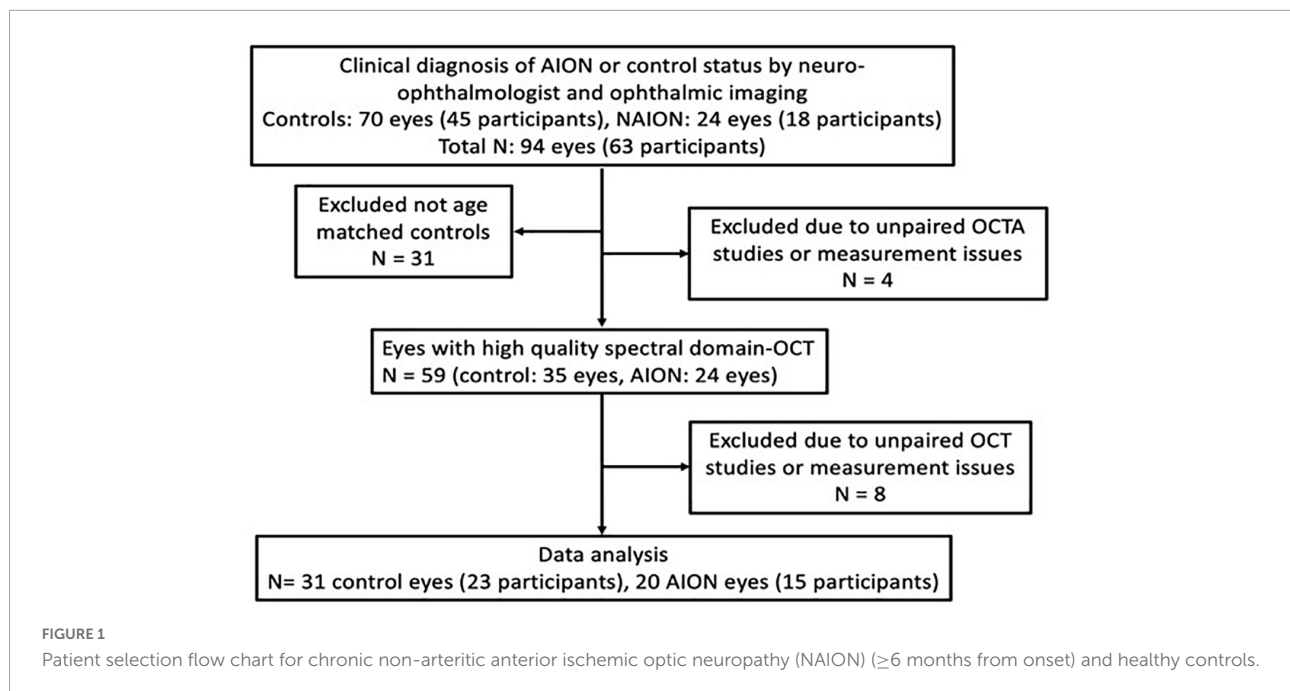 Clinical diagnosis of AION or control status by neuro-
ophthalmologist and ophthalmic imaging
Controls: 70 eyes (45 participants), NAION: 24 eyes (18 participants)
Total N: 94 eyes (63 participants)
Excluded not age
matched controls
N = 31
Excluded due to unpaired OCTA
studies or measurement issues
N = 4
Eyes with high quality spectral domain-OCT
N = 59 (control: 35 eyes, AION: 24 eyes)
Excluded due to unpaired OCT
studies or measurement issues
N = 8
Data analysis
N= 31 control eyes (23 participants), 20 AION eyes (15 participants)
FIGURE 1
Patient selection flow chart for chronic non-arteritic anterior ischemic optic neuropathy (NAION) (≥6 months from onset) and healthy controls.